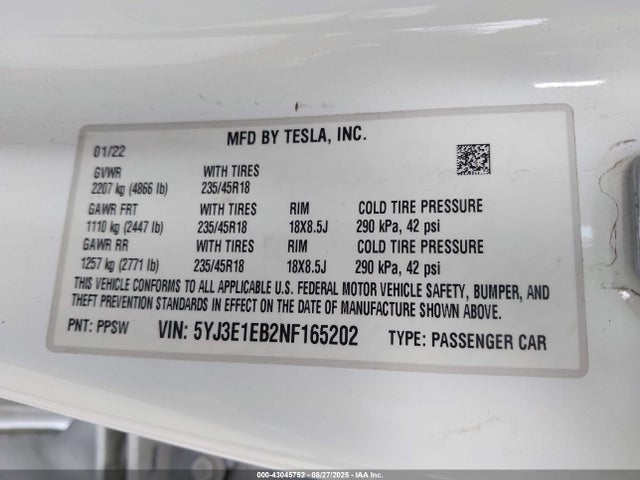 MFD BY TESLA, INC.
01/22
GVWR WITH TIRES
2207 kg (4866 lb) 235/45R18
GAWR FRT WITH TIRES RIM COLD TIRE PRESSURE
1110 kg (2447 lb) 235/45R18 18X8.5J 290 kPa, 42 psi
GAWR RR WITH TIRES RIM COLD TIRE PRESSURE
1257 kg (2771 lb) 235/45R18 18X8.5J 290 kPa, 42 psi
THIS VEHICLE CONFORMS TO ALL APPLICABLE U.S. FEDERAL MOTOR VEHICLE SAFETY, BUMPER, AND
THEFT PREVENTION STANDARDS IN EFFECT ON THE DATE OF MANUFACTURE SHOWN ABOVE.
PNT: PPSW VIN: 5YJ3E1EB2NF165202 TYPE: PASSENGER CAR
000-43045752 - 08/27/2025 - IAA Inc.